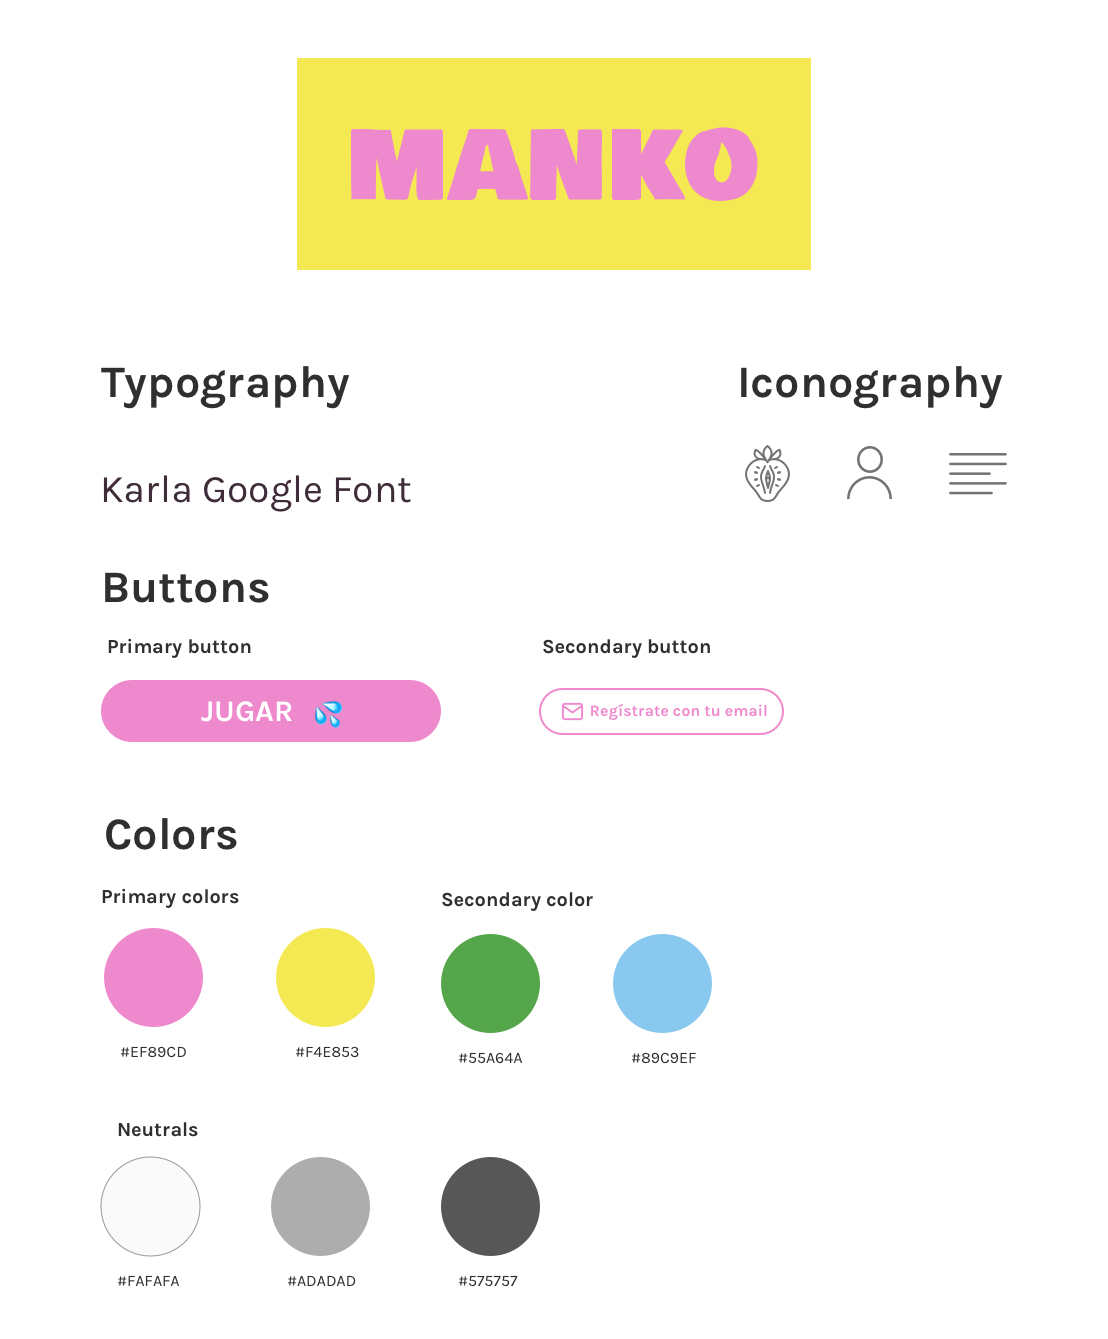 MANKO
Typography
Iconography
Karla Google Font
Buttons
Primary button
Secondary button
JUGAR 💦
Regístrate con tu email
Colors
Primary colors
Secondary color
#EF89CD
#F4E853
#55A64A
#89C9EF
Neutrals
#FAFAFA
#ADADAD
#575757